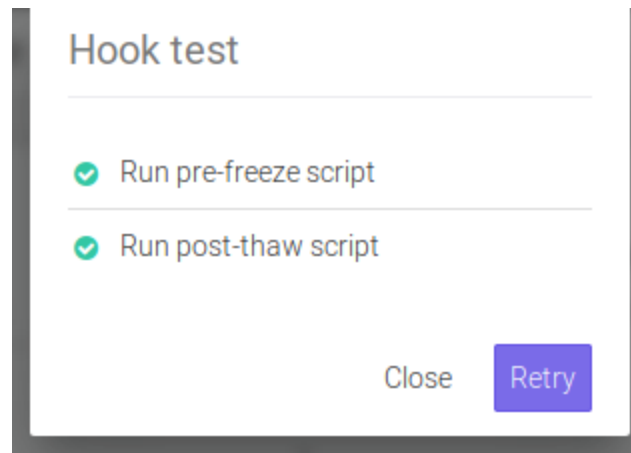 Hook test
Run pre-freeze script
Run post-thaw script
Close Retry